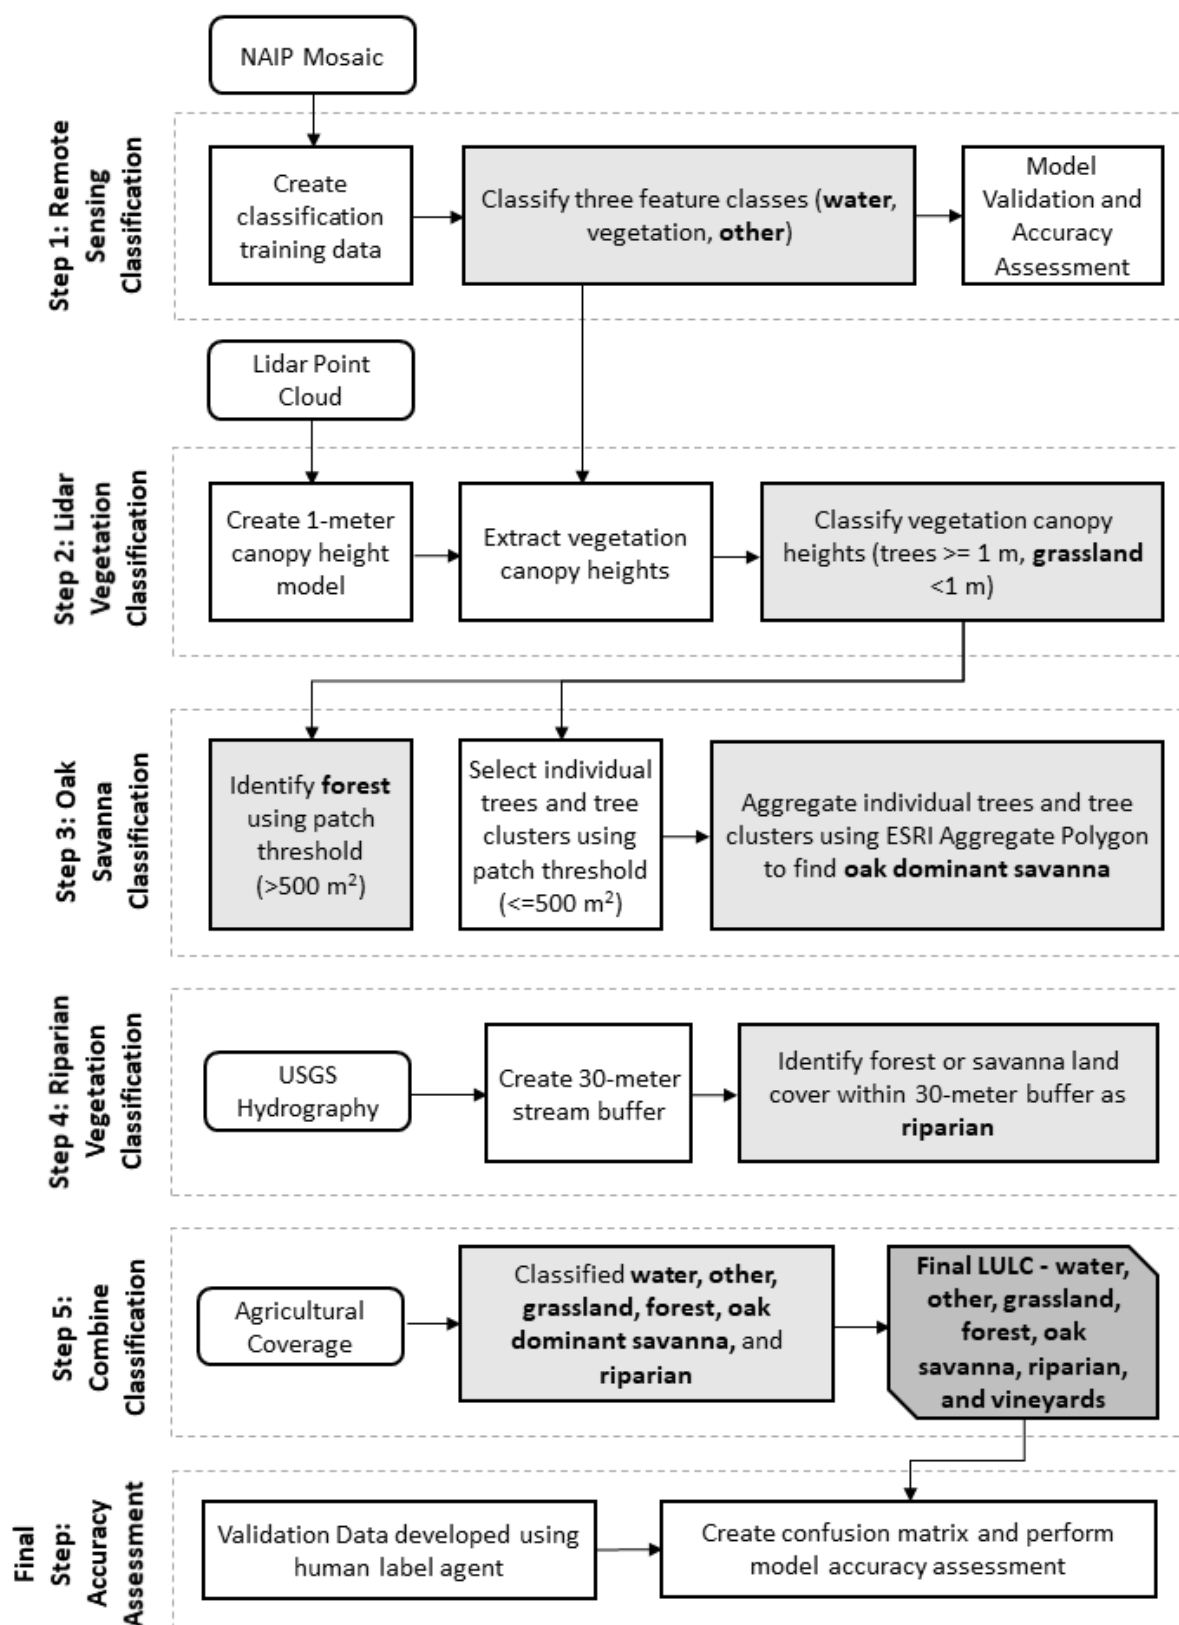 NAIP Mosaic
Step 1: Remote
Sensing
Classification
Create
classification
training data
Classify three feature classes (water,
vegetation, other)
Model
Validation and
Accuracy
Assessment
Lidar Point
Cloud
Step 2: Lidar
Vegetation
Classification
Create 1-meter
canopy height
model
Extract vegetation
canopy heights
Classify vegetation canopy
heights (trees >= 1 m, grassland
<1 m)
Step 3: Oak
Savanna
Classification
Identify forest
using patch
threshold
(>500 m²)
Select individual
trees and tree
clusters using
patch threshold
(<=500 m²)
Aggregate individual trees and tree
clusters using ESRI Aggregate Polygon
to find oak dominant savanna
Step 4: Riparian
Vegetation
Classification
USGS
Hydrography
Create 30-meter
stream buffer
Identify forest or savanna land
cover within 30-meter buffer as
riparian
Step 5:
Combine
Classification
Agricultural
Coverage
Classified water, other,
grassland, forest, oak
dominant savanna, and
riparian
Final LULC - water,
other, grassland,
forest, oak
savanna, riparian,
and vineyards
Final
Step:
Accuracy
Assessment
Validation Data developed using
human label agent
Create confusion matrix and perform
model accuracy assessment